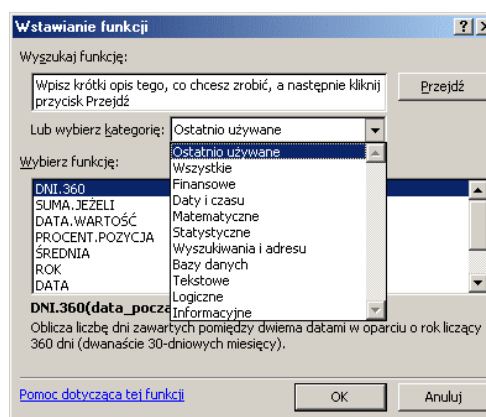 Wstawianie funkcji
Wyszukaj funkcję:
Wpisz krótki opis tego, co chcesz zrobić, a następnie kliknij
przycisk Przejdź
Przejdź
Lub wybierz kategorię: Ostatnio używane
Ostatnio używane
Wszystkie
Finansowe
Daty i czasu
Matematyczne
Statystyczne
Wyszukiwania i adresu
Bazy danych
Tekstowe
Logiczne
Informacyjne
Wybierz funkcję:
DNI.360
SUMA.JEŻELI
DATA.WARTOŚĆ
PROCENT.POZYCJA
ŚREDNIA
ROK
DATA
DNI.360(data_pocza
Oblicza liczbę dni zawartych pomiędzy dwiema datami w oparciu o rok liczący
360 dni (dwanaście 30-dniowych miesięcy).
Pomoc dotycząca tej funkcji
OK
Anuluj